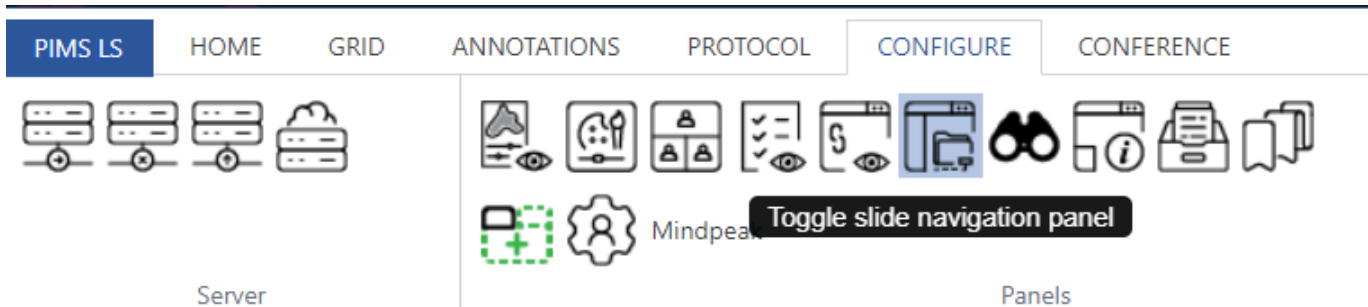 PIMS LS HOME GRID ANNOTATIONS PROTOCOL CONFIGURE CONFERENCE
Mindpeak Toggle slide navigation panel
Server Panels